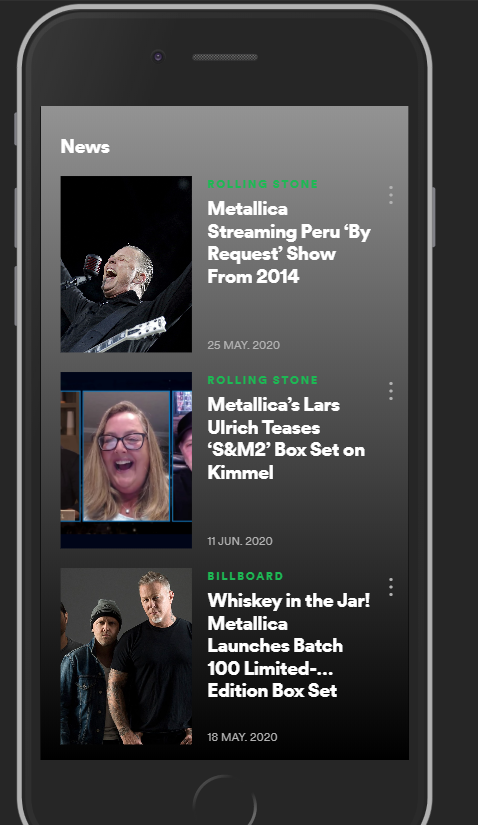 News
ROLLING STONE
Metallica
Streaming Peru ‘By
Request’ Show
From 2014
25 MAY. 2020
ROLLING STONE
Metallica’s Lars
Ulrich Teases
‘S&M2’ Box Set on
Kimmel
11 JUN. 2020
BILLBOARD
Whiskey in the Jar!
Metallica
Launches Batch
100 Limited-...
Edition Box Set
18 MAY. 2020